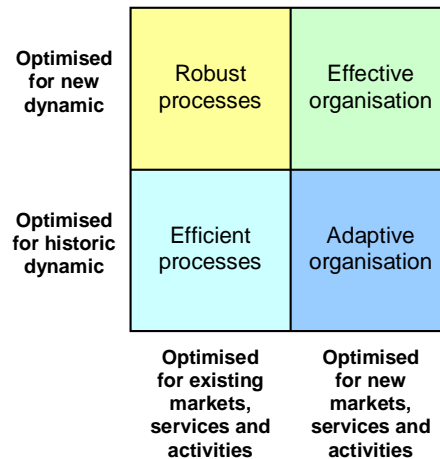 Optimised
for new
dynamic
Robust
processes
Effective
organisation
Optimised
for historic
dynamic
Efficient
processes
Adaptive
organisation
Optimised
for existing
markets,
services and
activities
Optimised
for new
markets,
services and
activities